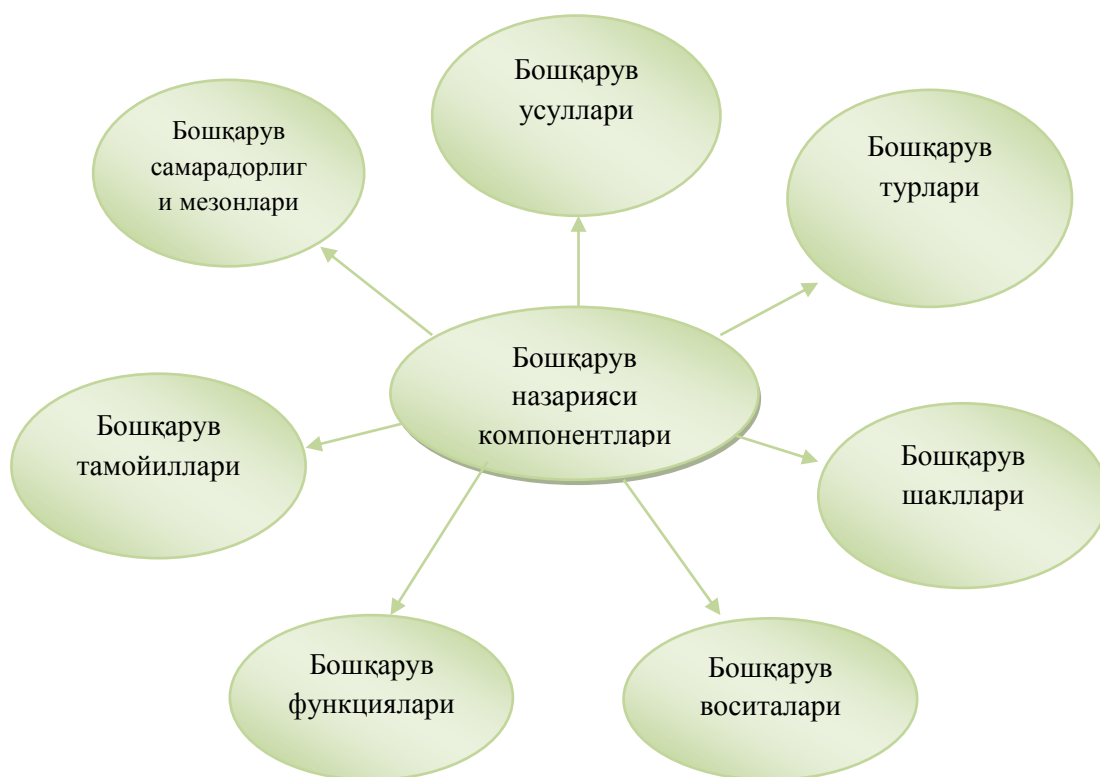 Бошқарув
усуллари
Бошқарув
самарадорлиг
и мезонлари
Бошқарув
турлари
Бошқарув
назарияси
компонентлари
Бошқарув
тамойиллари
Бошқарув
шакллари
Бошқарув
функциялари
Бошқарув
воситалари